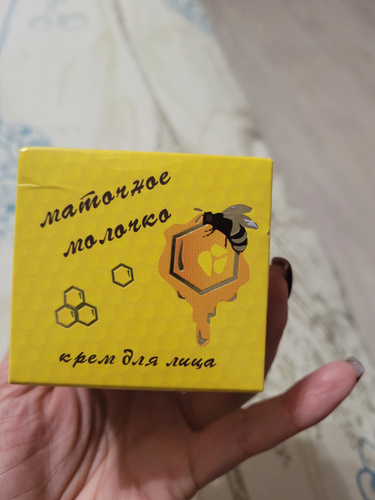 маточное
молочко
крем для лица